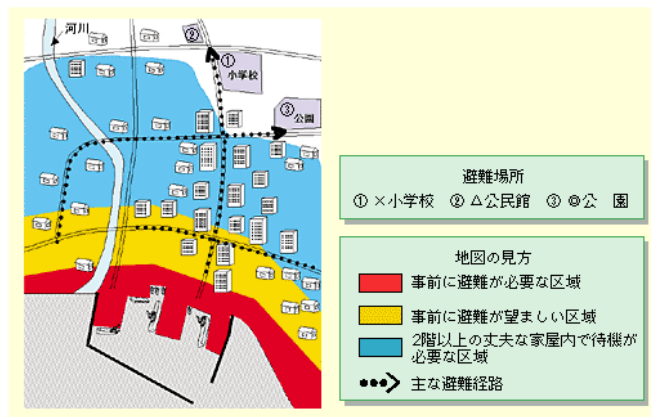 河川
②
①
小学校
③
公園
避難場所
① ×小学校 ② △公民館 ③ ◎公 園
地図の見方
事前に避難が必要な区域
事前に避難が望ましい区域
2階以上の丈夫な家屋内で待機が
必要な区域
主な避難経路